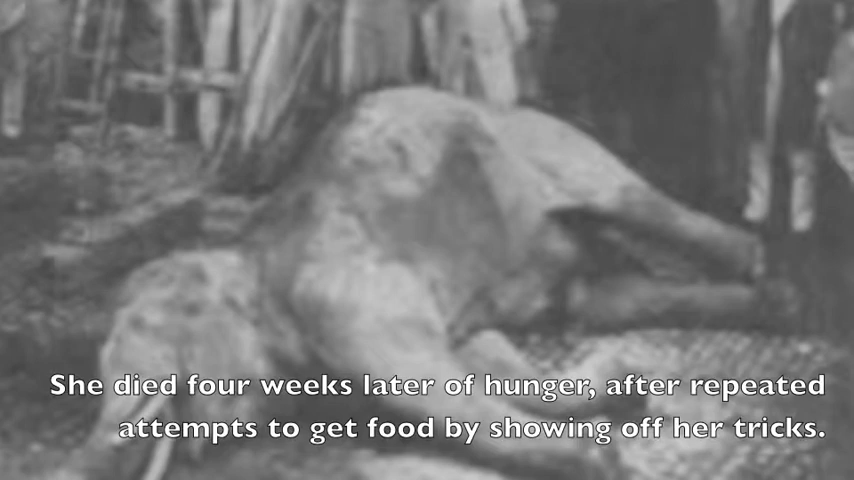 She died four weeks later of hunger, after repeated
attempts to get food by showing off her tricks.